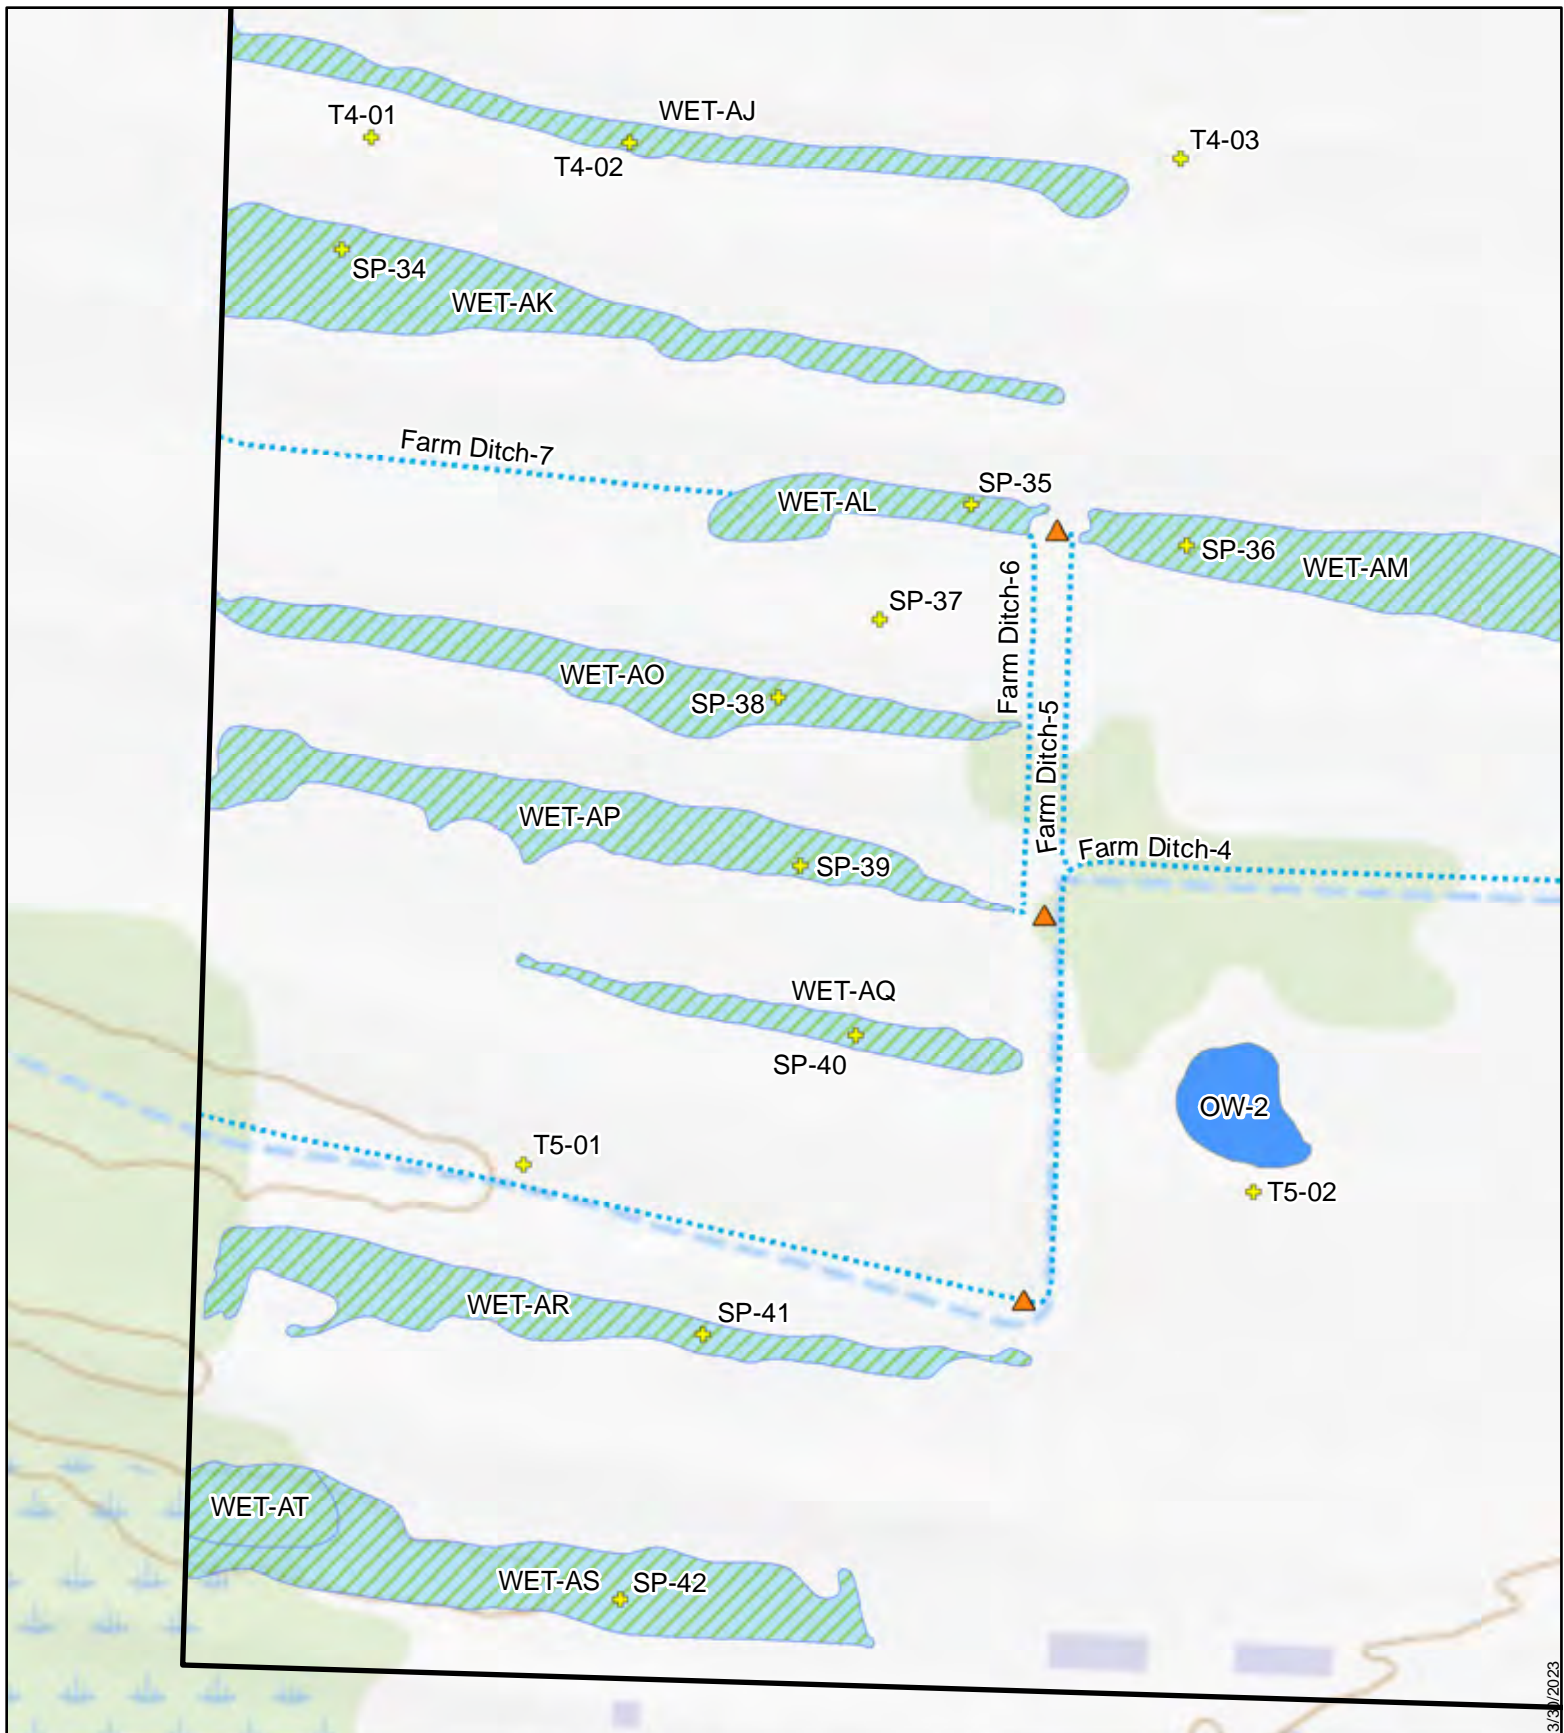 WET-AJ
T4-01
T4-02
T4-03
SP-34
WET-AK
Farm Ditch-7
SP-35
WET-AL
SP-36
WET-AM
Farm Ditch-6
SP-37
WET-AO
SP-38
Farm Ditch-5
WET-AP
Farm Ditch-4
SP-39
WET-AQ
SP-40
OW-2
T5-01
T5-02
WET-AR
SP-41
WET-AT
WET-AS
SP-42
3/30/2023